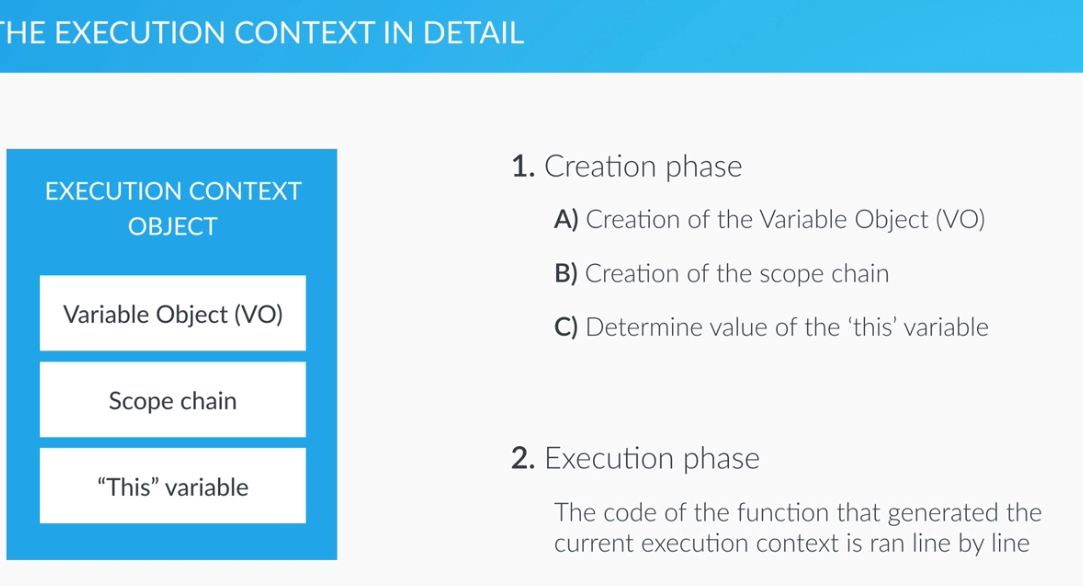 THE EXECUTION CONTEXT IN DETAIL
EXECUTION CONTEXT
OBJECT
Variable Object (VO)
Scope chain
“This” variable
1. Creation phase
A) Creation of the Variable Object (VO)
B) Creation of the scope chain
C) Determine value of the ‘this’ variable
2. Execution phase
The code of the function that generated the
current execution context is ran line by line